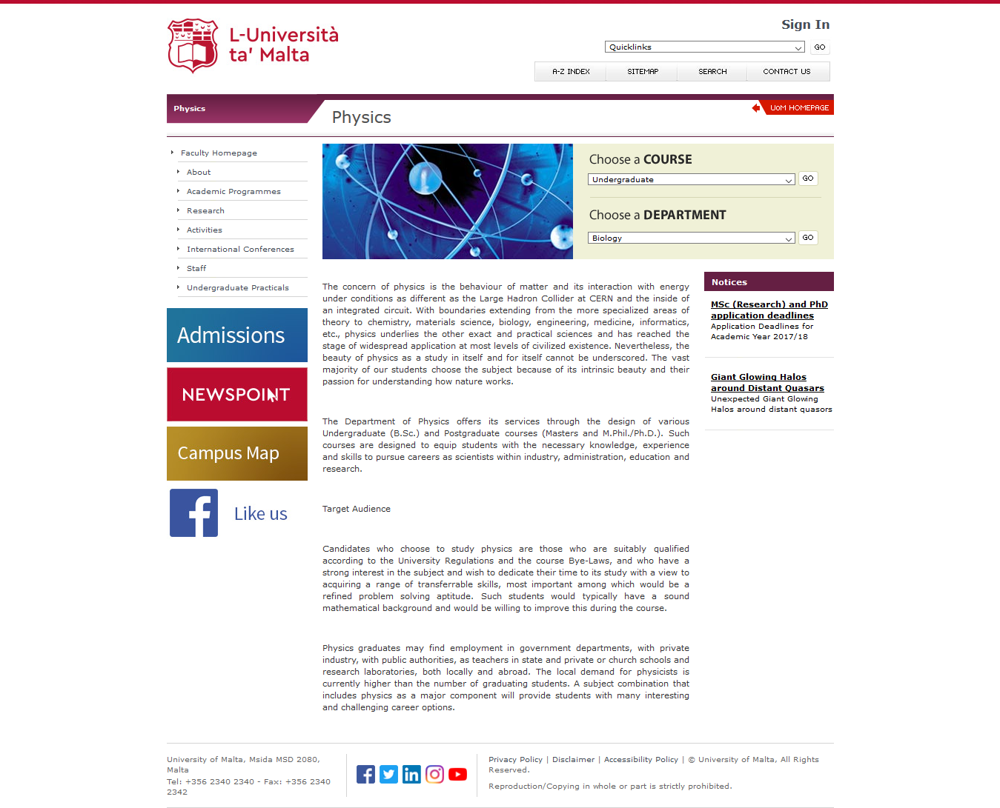 L-Università
ta' Malta
Sign In
Quicklinks
GO
A-Z INDEX
SITEMAP
SEARCH
CONTACT US
Physics
Physics
UOM HOMEPAGE
Faculty Homepage
About
Academic Programmes
Research
Activities
International Conferences
Staff
Undergraduate Practicals
Admissions
NEWSPOINT
Campus Map
Like us
Choose a COURSE
Undergraduate
GO
Choose a DEPARTMENT
Biology
GO
The concern of physics is the behaviour of matter and its interaction with energy
under conditions as different as the Large Hadron Collider at CERN and the inside of
an integrated circuit. With boundaries extending from the more specialized areas of
theory to chemistry, materials science, biology, engineering, medicine, informatics,
etc., physics underlies the other exact and practical sciences and has reached the
stage of widespread application at most levels of civilized existence. Nevertheless, the
beauty of physics as a study in itself and for itself cannot be underscored. The vast
majority of our students choose the subject because of its intrinsic beauty and their
passion for understanding how nature works.
The Department of Physics offers its services through the design of various
Undergraduate (B.Sc.) and Postgraduate courses (Masters and M.Phil./Ph.D.). Such
courses are designed to equip students with the necessary knowledge, experience
and skills to pursue careers as scientists within industry, administration, education and
research.
Target Audience
Candidates who choose to study physics are those who are suitably qualified
according to the University Regulations and the course Bye-Laws, and who have a
strong interest in the subject and wish to dedicate their time to its study with a view to
acquiring a range of transferrable skills, most important among which would be a
refined problem solving aptitude. Such students would typically have a sound
mathematical background and would be willing to improve this during the course.
Physics graduates may find employment in government departments, with private
industry, with public authorities, as teachers in state and private or church schools and
research laboratories, both locally and abroad. The local demand for physicists is
currently higher than the number of graduating students. A subject combination that
includes physics as a major component will provide students with many interesting
and challenging career options.
Notices
MSc (Research) and PhD
application deadlines
Application Deadlines for
Academic Year 2017/18
Giant Glowing Halos
around Distant Quasars
Unexpected Giant Glowing
Halos around distant quasors
University of Malta, Msida MSD 2080,
Malta
Tel: +356 2340 2340 - Fax: +356 2340
2342
Privacy Policy | Disclaimer | Accessibility Policy | © University of Malta, All Rights
Reserved.
Reproduction/Copying in whole or part is strictly prohibited.